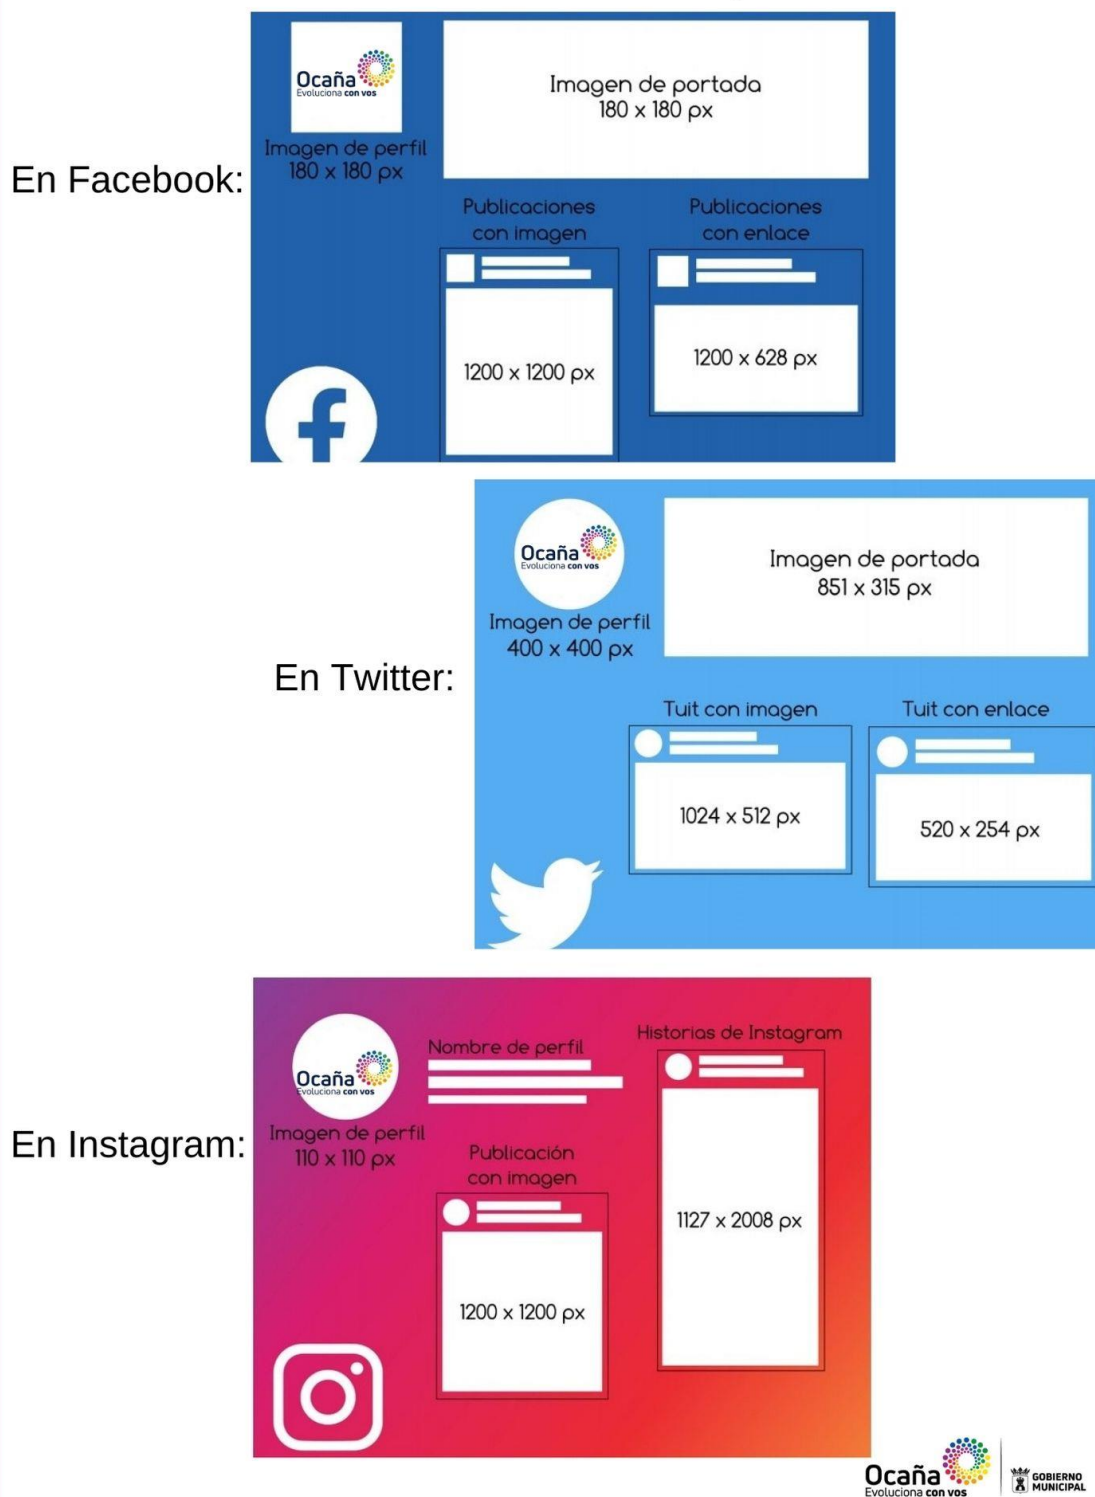 En Facebook:
Ocaña
Evoluciona con vos
Imagen de perfil
180 x 180 px
Imagen de portada
180 x 180 px
Publicaciones
con imagen
1200 x 1200 px
Publicaciones
con enlace
1200 x 628 px
En Twitter:
Ocaña
Evoluciona con vos
Imagen de perfil
400 x 400 px
Imagen de portada
851 x 315 px
Tuit con imagen
1024 x 512 px
Tuit con enlace
520 x 254 px
En Instagram:
Ocaña
Evoluciona con vos
Imagen de perfil
110 x 110 px
Nombre de perfil
Publicación
con imagen
1200 x 1200 px
Historias de Instagram
1127 x 2008 px
Ocaña
Evoluciona con vos
GOBIERNO
MUNICIPAL